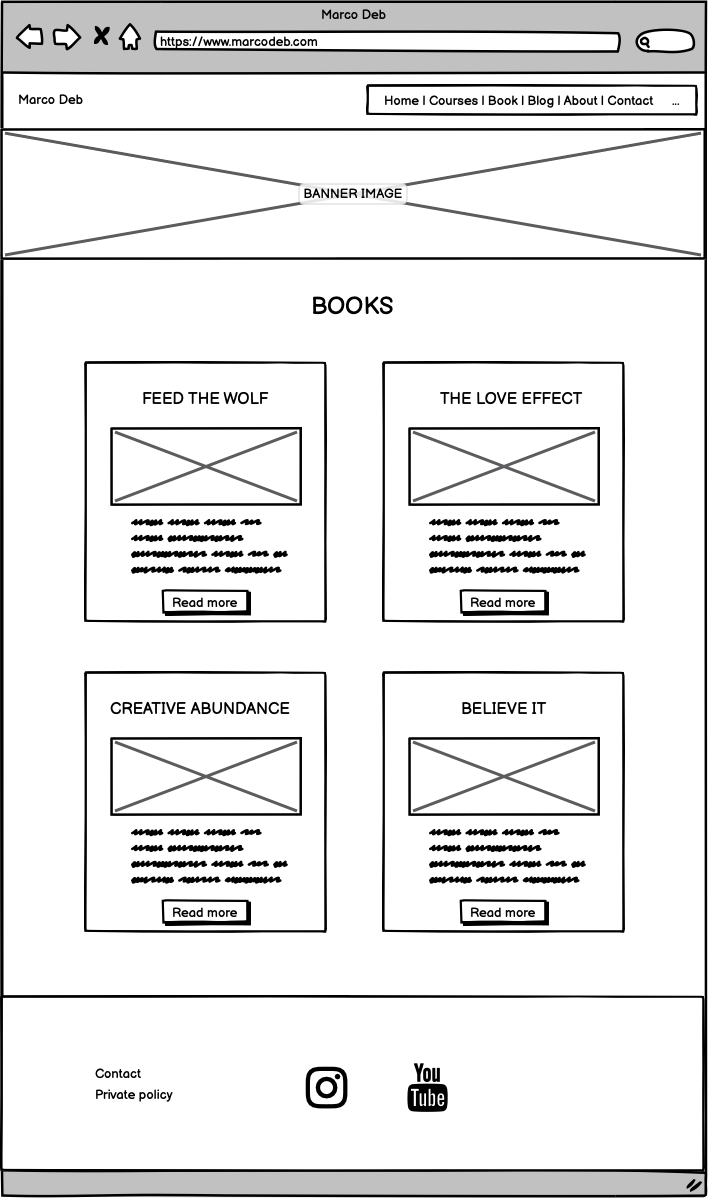 Marco Deb
https://www.marcodeb.com
Marco Deb
Home | Courses | Book | Blog | About | Contact ...
BANNER IMAGE
BOOKS
FEED THE WOLF
THE LOVE EFFECT
Read more
Read more
CREATIVE ABUNDANCE
BELIEVE IT
Read more
Read more
Contact
Private policy
You
Tube